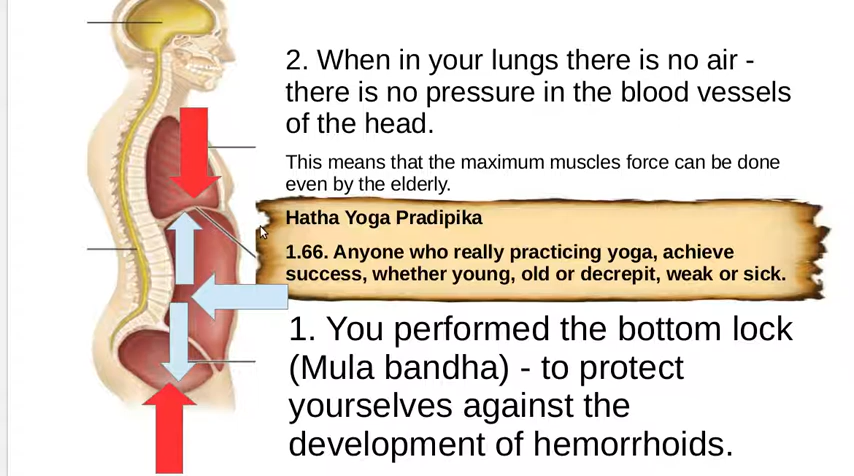 2. When in your lungs there is no air -
there is no pressure in the blood vessels
of the head.
This means that the maximum muscles force can be done
even by the elderly.
Hatha Yoga Pradipika
1.66. Anyone who really practicing yoga, achieve
success, whether young, old or decrepit, weak or sick.
1. You performed the bottom lock
(Mula bandha) - to protect
yourselves against the
development of hemorrhoids.